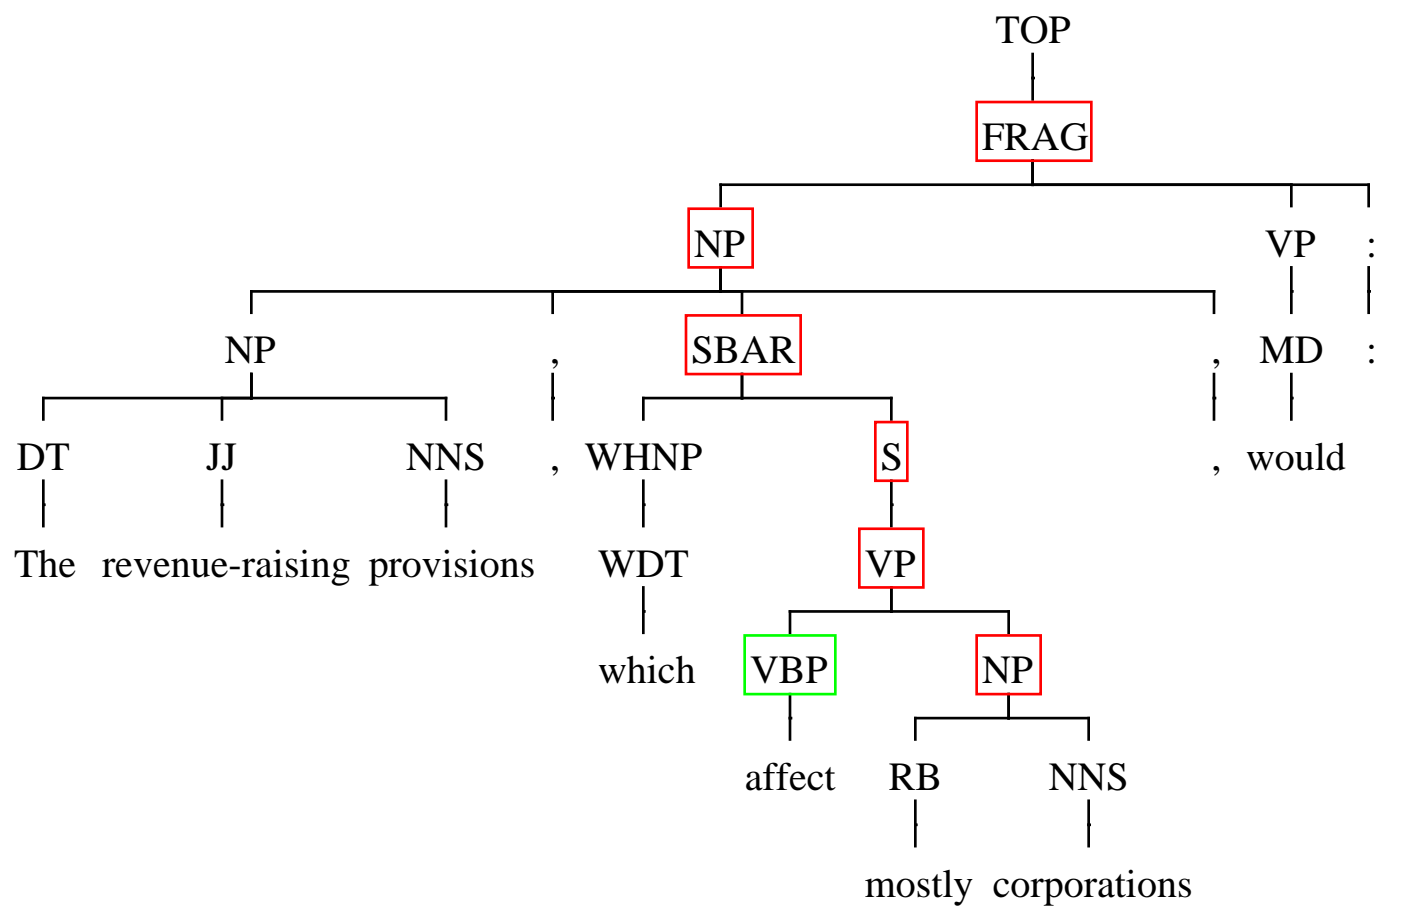 TOP
FRAG
NP VP :
NP , SBAR , MD :
DT JJ NNS , WHNP S , would
The revenue-raising provisions WDT VP
which VBP NP
affect RB NNS
mostly corporations